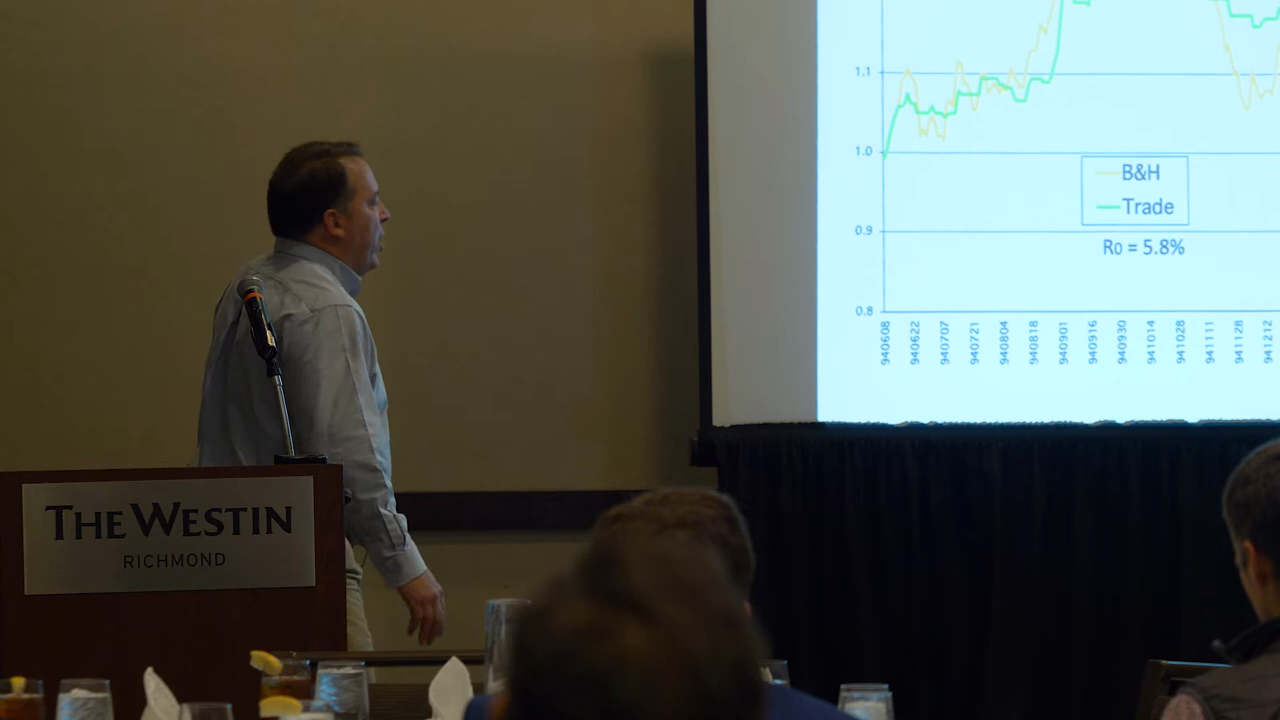 1.1
1.0
B&H
Trade
0.9
R0 = 5.8%
0.8
940608 940622 940707 940721 940804 940818 940901 940916 940930 941014 941028 941111 941128 941212
THE WESTIN
RICHMOND